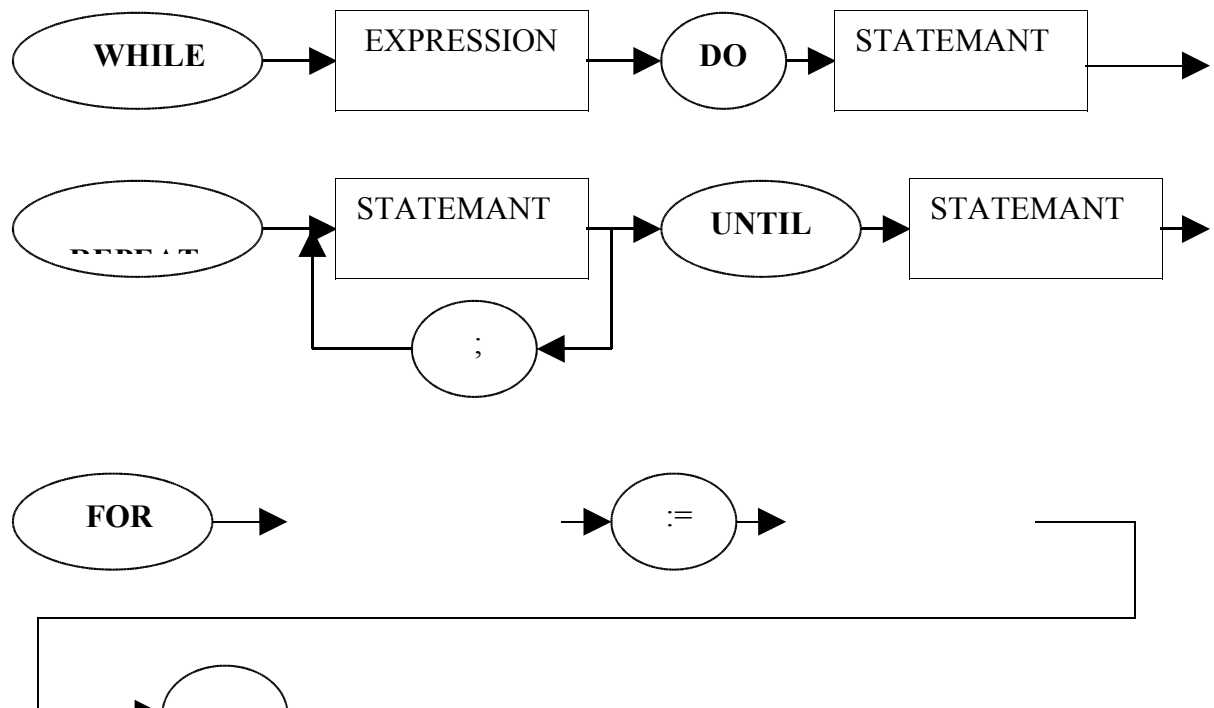 WHILE EXPRESSION DO STATEMANT
STATEMANT UNTIL STATEMANT
;
FOR :=